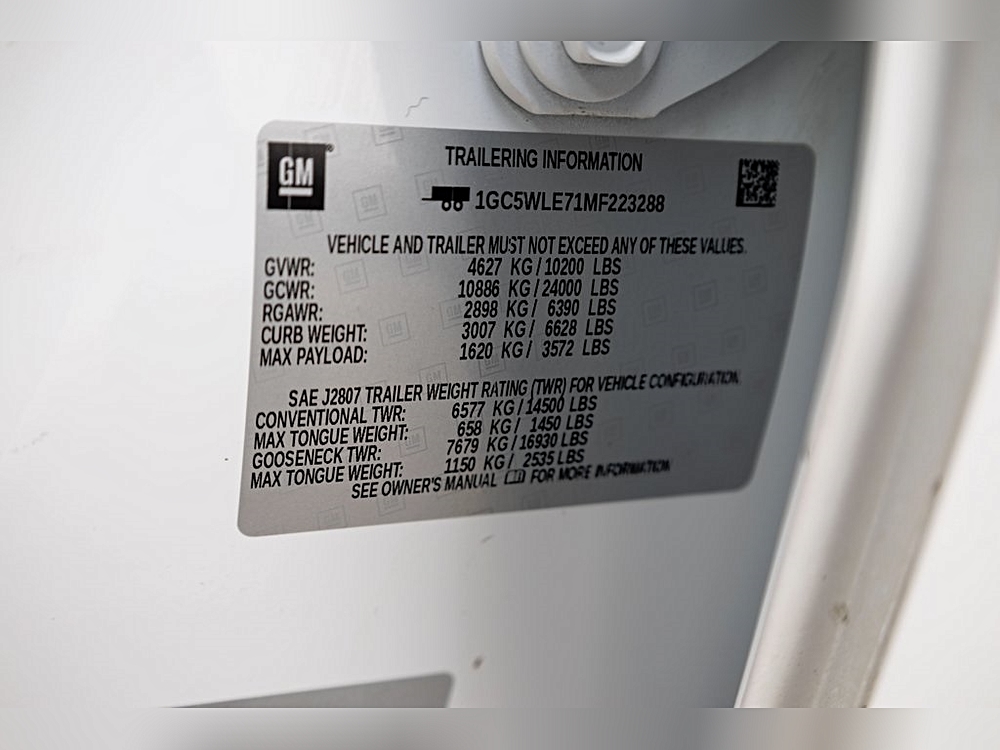 GM
TRAILERING INFORMATION
1GC5WLE71MF223288
VEHICLE AND TRAILER MUST NOT EXCEED ANY OF THESE VALUES.
GVWR: 4627 KG / 10200 LBS
GCWR: 10886 KG / 24000 LBS
RGAWR: 2898 KG / 6390 LBS
CURB WEIGHT: 3007 KG / 6628 LBS
MAX PAYLOAD: 1620 KG / 3572 LBS
SAE J2807 TRAILER WEIGHT RATING (TWR) FOR VEHICLE CONFIGURATION
CONVENTIONAL TWR: 6577 KG / 14500 LBS
MAX TONGUE WEIGHT: 658 KG / 1450 LBS
GOOSENECK TWR: 7679 KG / 16930 LBS
MAX TONGUE WEIGHT: 1150 KG / 2535 LBS
SEE OWNER'S MANUAL FOR MORE INFORMATION